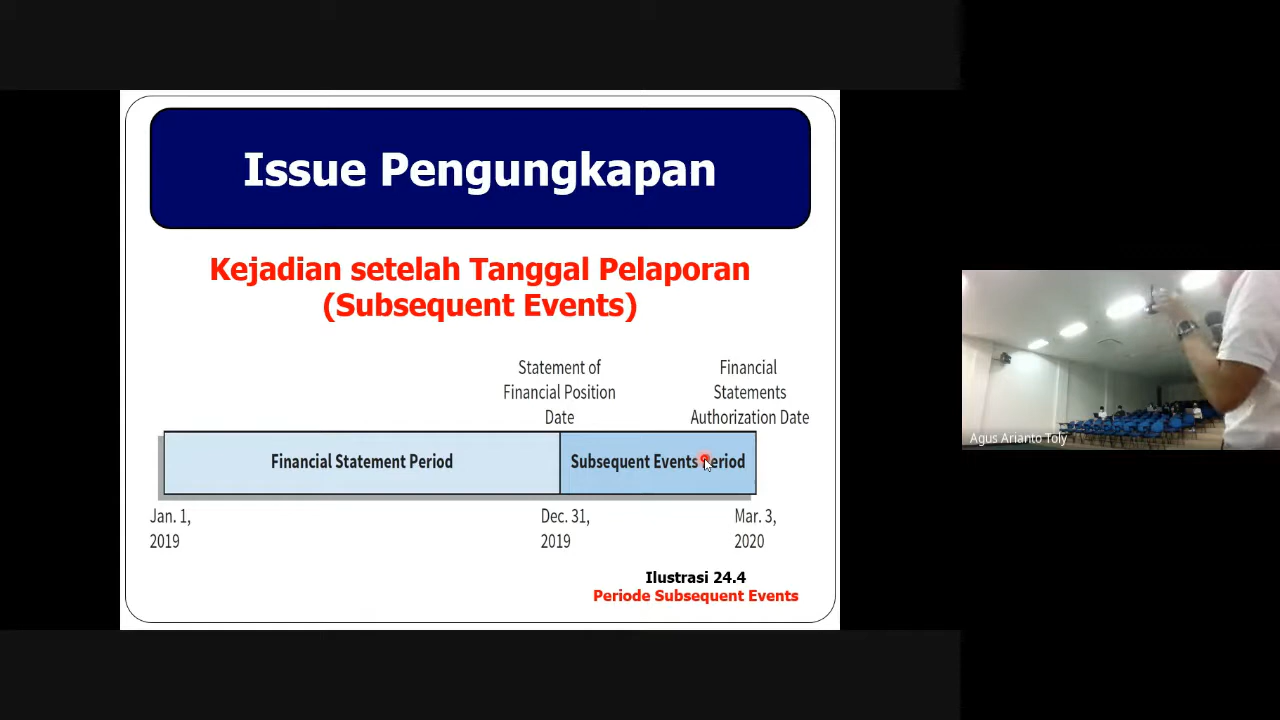 Issue Pengungkapan
Kejadian setelah Tanggal Pelaporan
(Subsequent Events)
Statement of
Financial Position
Date
Financial
Statements
Authorization Date
Financial Statement Period
Subsequent Events Period
Jan. 1,
2019
Dec. 31,
2019
Mar. 3,
2020
Ilustrasi 24.4
Periode Subsequent Events
Agus Arianto Toly